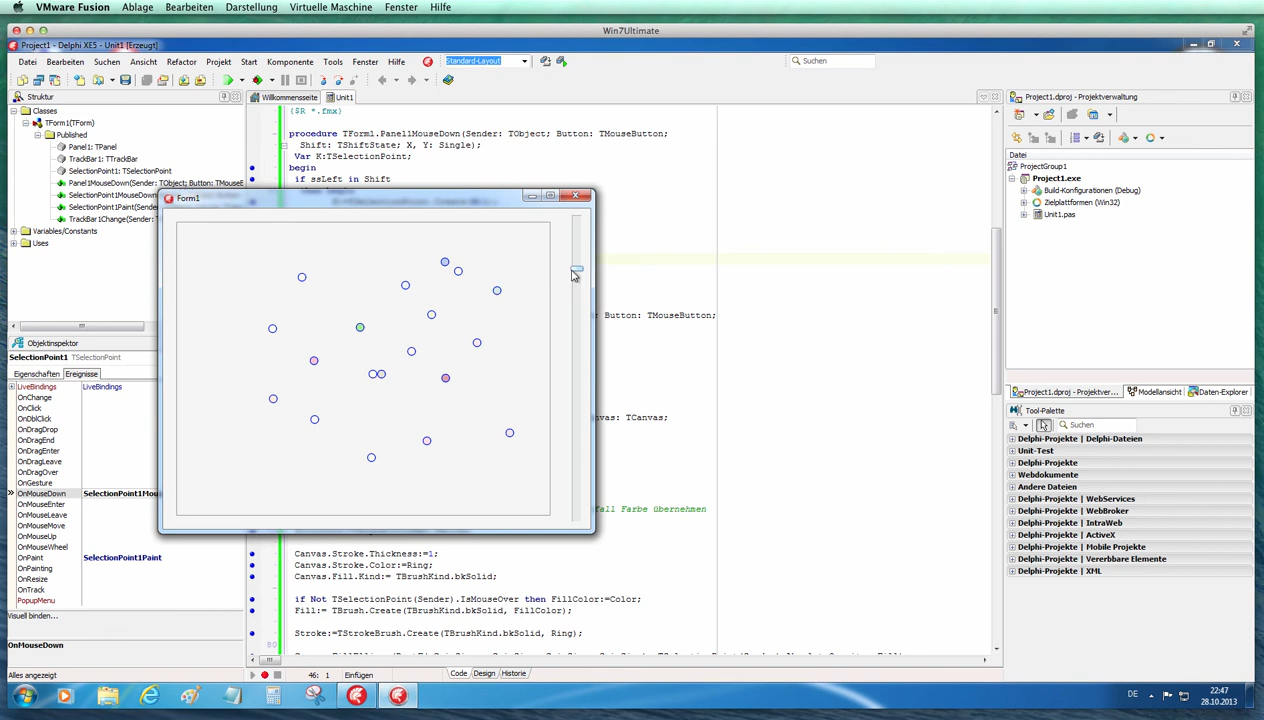 VMware Fusion Ablage Bearbeiten Darstellung Virtuelle Maschine Fenster Hilfe
Win7Ultimate
Project1 - Delphi XE5 - Unit1 [Erzeugt]
Datei Bearbeiten Suchen Ansicht Refactor Projekt Start Komponente Tools Fenster Hilfe Standard-Layout Suchen
Struktur
Classes
TForm1(TForm)
Published
Panel1: TPanel
TrackBar1: TTrackBar
SelectionPoint1: TSelectionPoint
Panel1MouseDown(Sender: TObject; Button: TMouseB
SelectionPoint1MouseDown
SelectionPoint1Paint(Sender
TrackBar1Change(Sender: T
Variables/Constants
Uses
Objektinspektor
SelectionPoint1 TSelectionPoint
Eigenschaften Ereignisse
LiveBindings LiveBindings
OnChange
OnClick
OnDblClick
OnDragDrop
OnDragEnd
OnDragEnter
OnDragLeave
OnDragOver
OnGesture
OnMouseDown SelectionPoint1Mou
OnMouseEnter
OnMouseLeave
OnMouseMove
OnMouseUp
OnMouseWheel
OnPaint SelectionPoint1Paint
OnPainting
OnResize
OnTrack
PopupMenu
Visuell binden...
OnMouseDown
Alles angezeigt
Willkommensseite Unit1
{$R *.fmx}
procedure TForm1.Panel1MouseDown(Sender: TObject; Button: TMouseButton;
Shift: TShiftState; X, Y: Single);
Var K:TSelectionPoint;
begin
if ssLeft in Shift
Form1
Button: TMouseButton;
nvas: TCanvas;
fall Farbe übernehmen
Canvas.Stroke.Thickness:=1;
Canvas.Stroke.Color:=Ring;
Canvas.Fill.Kind:= TBrushKind.bkSolid;
if Not TSelectionPoint(Sender).IsMouseOver then FillColor:=Color;
Fill:= TBrush.Create(TBrushKind.bkSolid, FillColor);
Stroke:=TStrokeBrush.Create(TBrushKind.bkSolid, Ring);
80
46: 1 Einfügen Code Design Historie
Project1.dproj - Projektverwaltung
Datei
ProjectGroup1
Project1.exe
Build-Konfigurationen (Debug)
Zielplattformen (Win32)
Unit1.pas
Project1.dproj - Projektver... Modellansicht Daten-Explorer
Tool-Palette
Suchen
Delphi-Projekte | Delphi-Dateien
Unit-Test
Delphi-Projekte
Webdokumente
Andere Dateien
Delphi-Projekte | WebServices
Delphi-Projekte | WebBroker
Delphi-Projekte | IntraWeb
Delphi-Projekte | ActiveX
Delphi-Projekte | Mobile Projekte
Delphi-Projekte | Vererbbare Elemente
Delphi-Projekte | XML
DE 22:47
28.10.2013